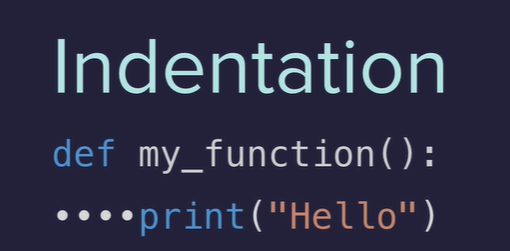 Indentation
def my_function():
••••print("Hello")